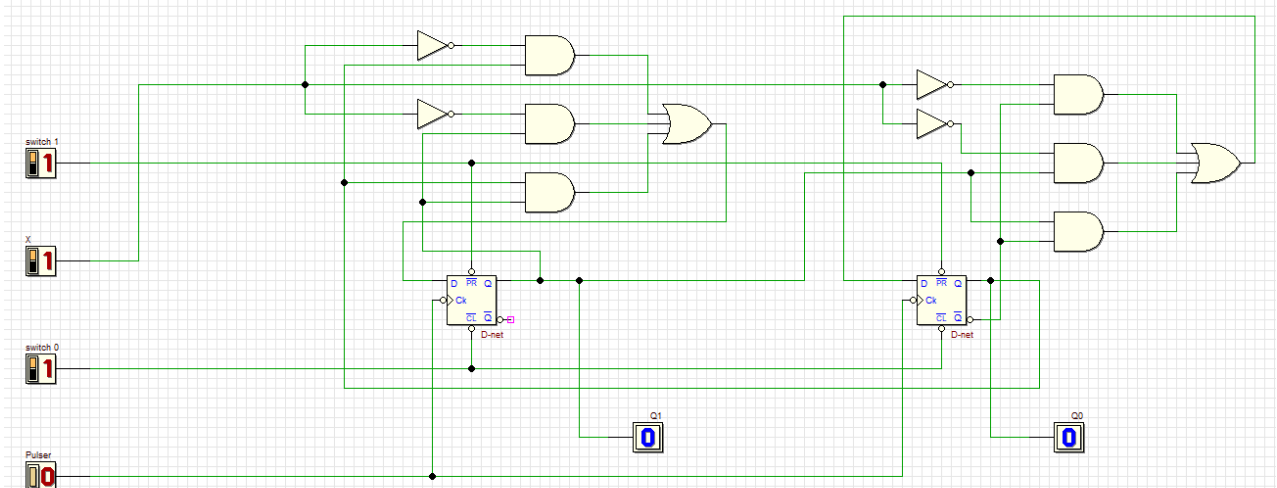 switch 1
1
X
1
D
PR
Q
Ck
CL
Q
D-net
D
PR
Q
Ck
CL
Q
D-net
switch 0
1
Q1
0
Q0
0
Pulser
0